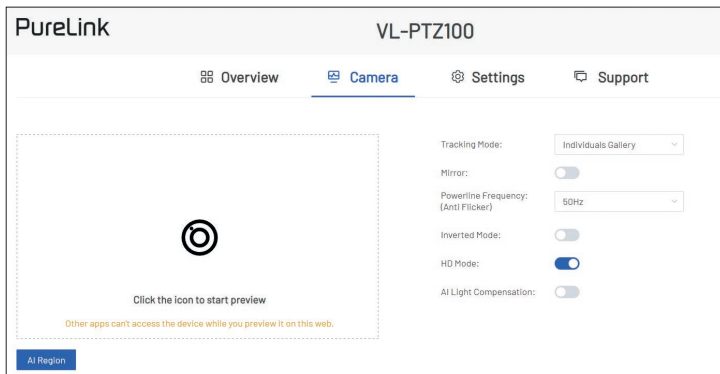 PureLink
VL-PTZ100
Overview
Camera
Settings
Support
Click the icon to start preview
Other apps can't access the device while you preview it on this web.
AI Region
Tracking Mode: Individuals Gallery
Mirror:
Powerline Frequency:
(Anti Flicker) 50Hz
Inverted Mode:
HD Mode:
AI Light Compensation: